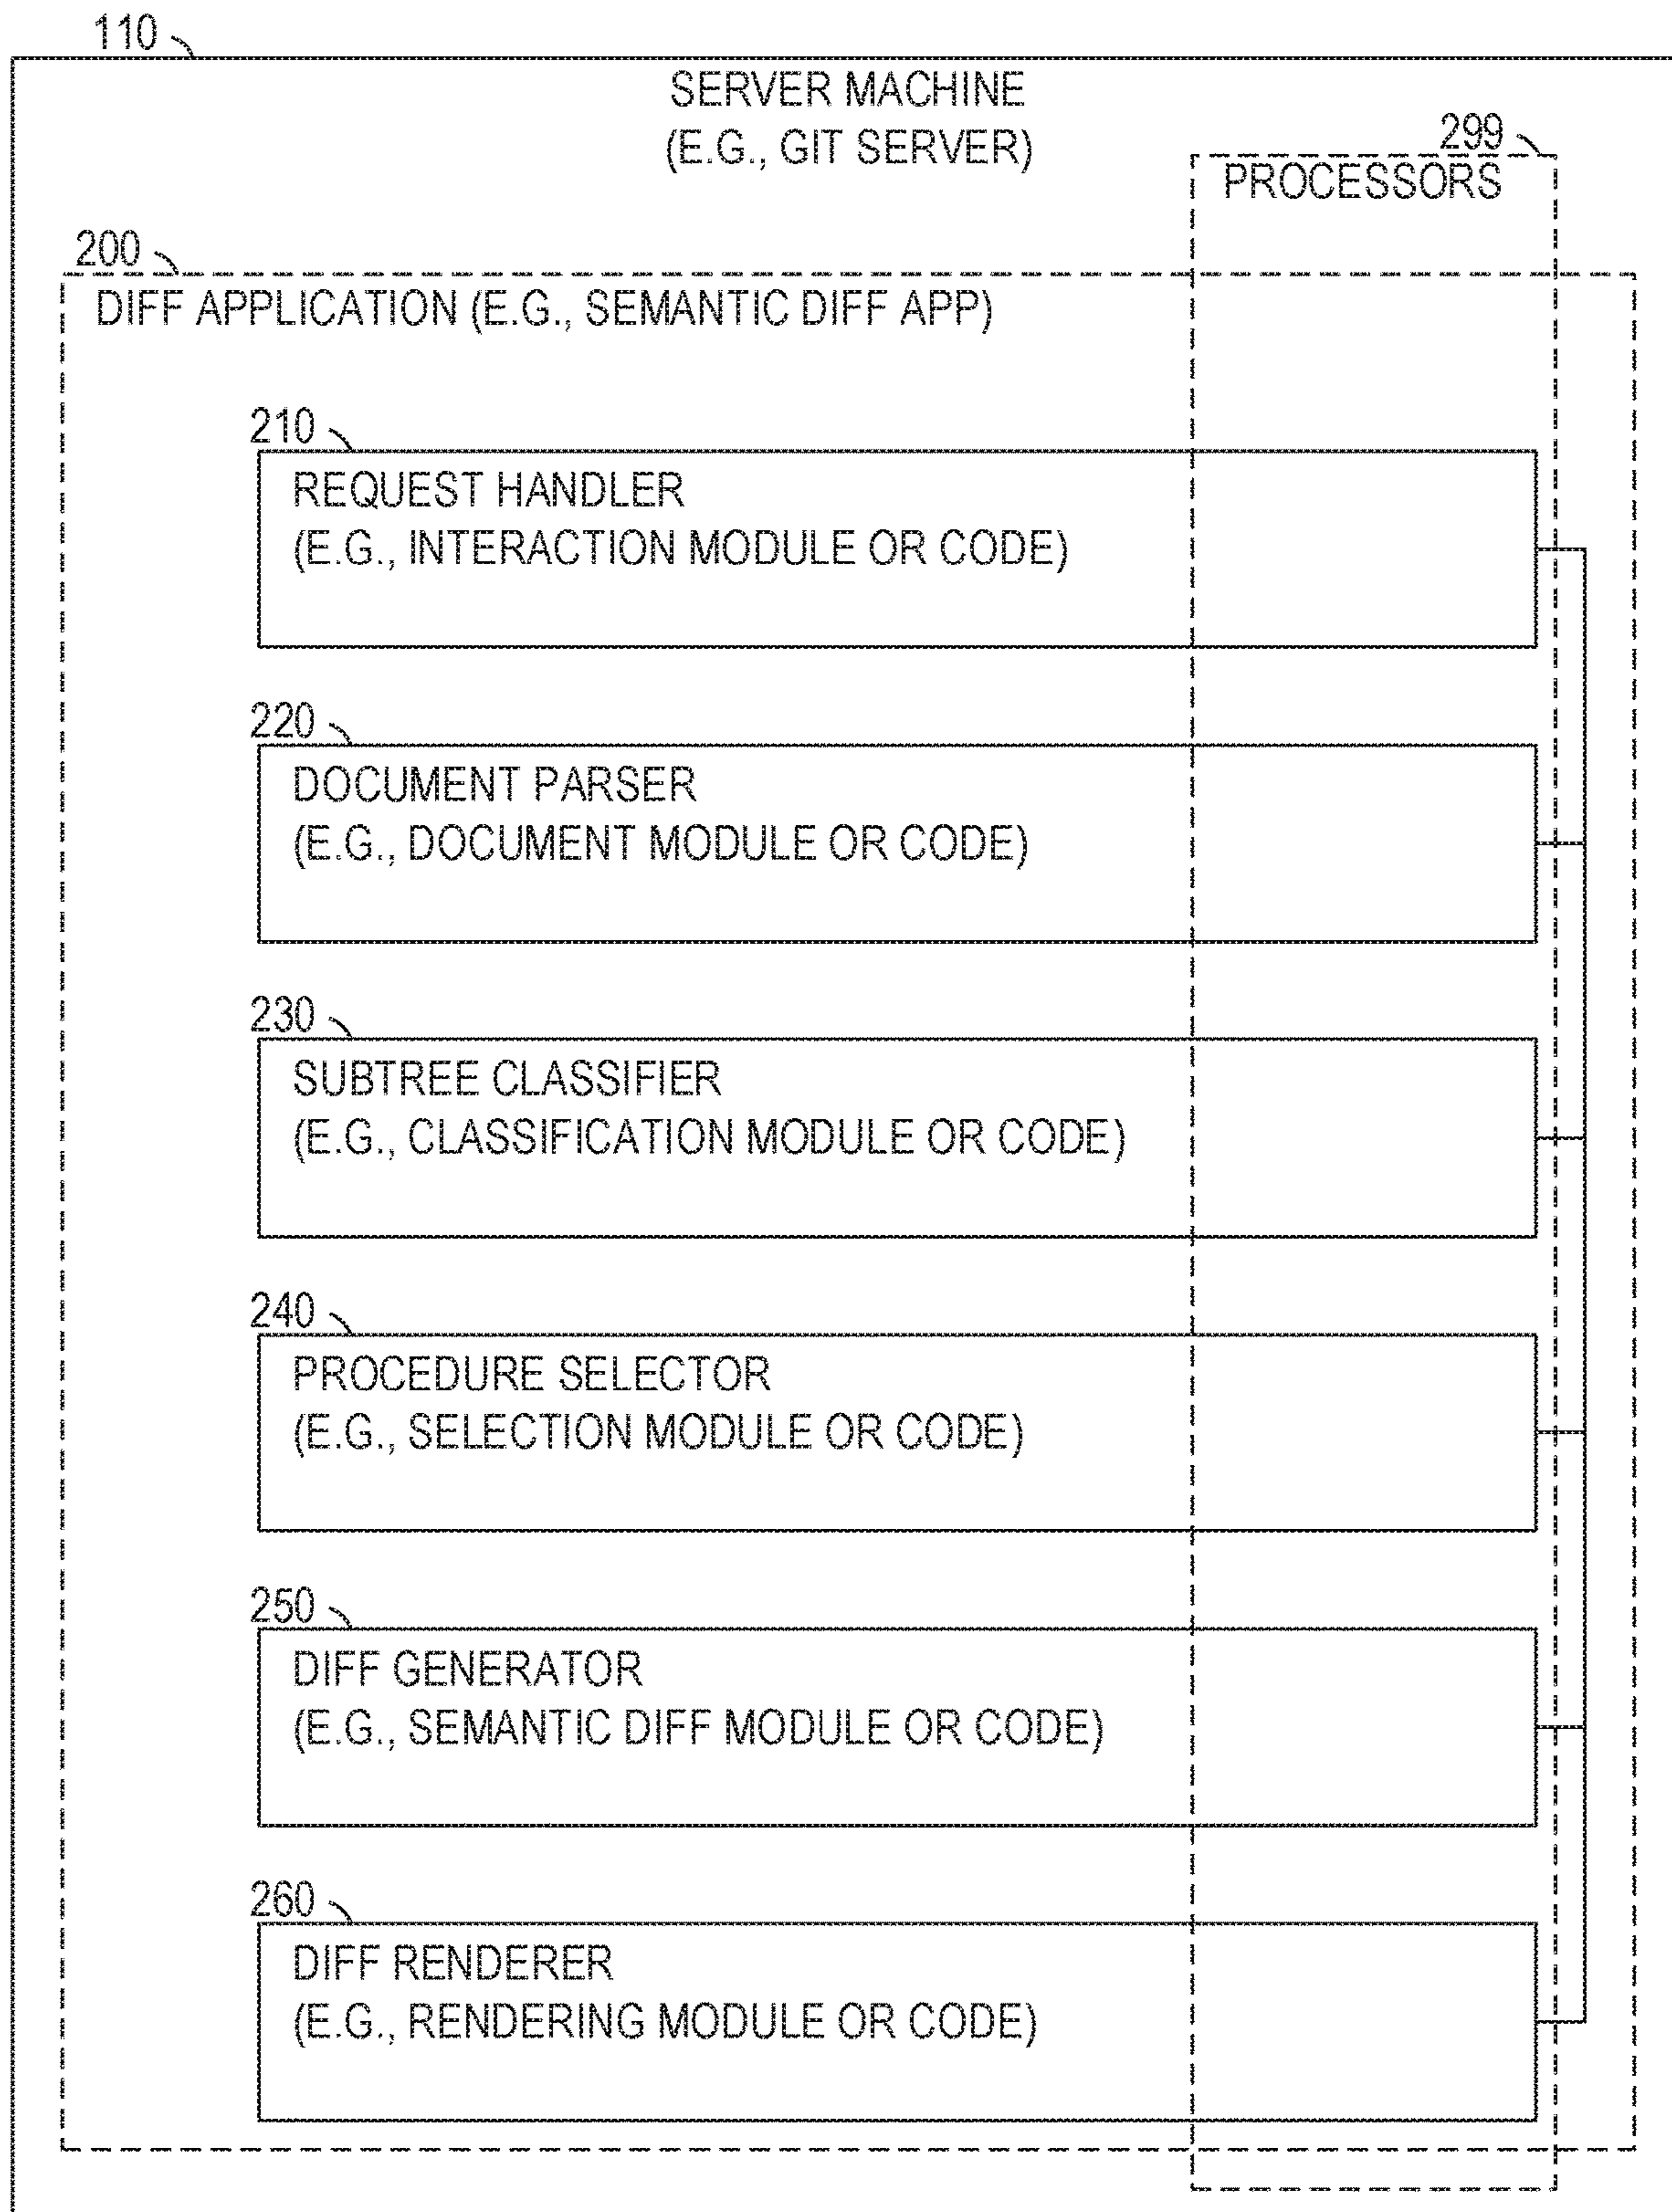 110
SERVER MACHINE
(E.G., GIT SERVER)
299
PROCESSORS
200
DIFF APPLICATION (E.G., SEMANTIC DIFF APP)
210
REQUEST HANDLER
(E.G., INTERACTION MODULE OR CODE)
220
DOCUMENT PARSER
(E.G., DOCUMENT MODULE OR CODE)
230
SUBTREE CLASSIFIER
(E.G., CLASSIFICATION MODULE OR CODE)
240
PROCEDURE SELECTOR
(E.G., SELECTION MODULE OR CODE)
250
DIFF GENERATOR
(E.G., SEMANTIC DIFF MODULE OR CODE)
260
DIFF RENDERER
(E.G., RENDERING MODULE OR CODE)